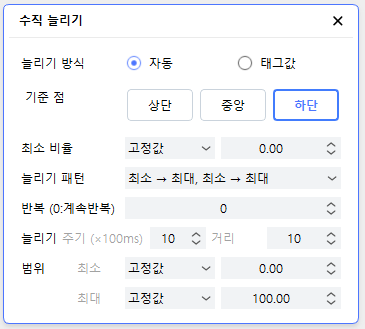 수직 늘리기
늘리기 방식 자동 태그값
기준 점 상단 중앙 하단
최소 비율 고정값 0.00
늘리기 패턴 최소 → 최대, 최소 → 최대
반복 (0:계속반복) 0
늘리기 주기 (×100ms) 10 거리 10
범위 최소 고정값 0.00
최대 고정값 100.00